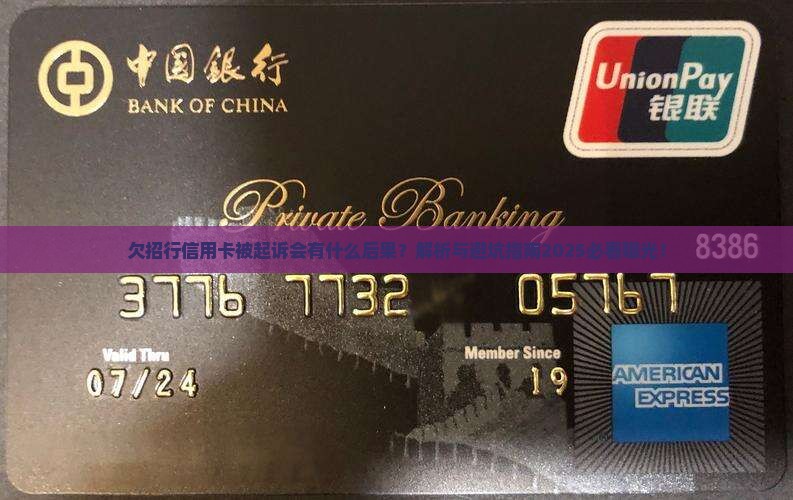 中国银行
BANK OF CHINA
UnionPay
银联
Private Banking
欠招行信用卡被起诉会有什么后果？
8386
3776 7732 05767
Valid Thru
07/24
Member Since
19
AMERICAN
EXPRESS